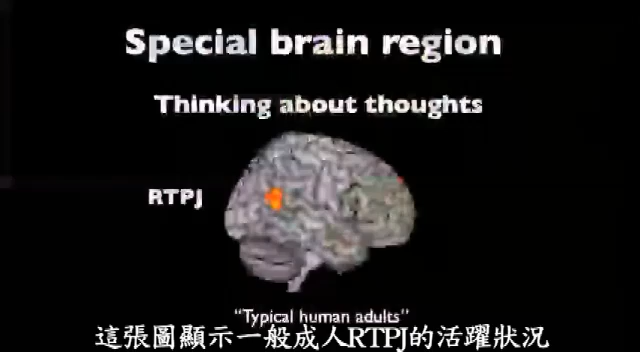 Special brain region
Thinking about thoughts
RTPJ
“Typical human adults”
這張圖顯示一般成人RTPJ的活躍狀況